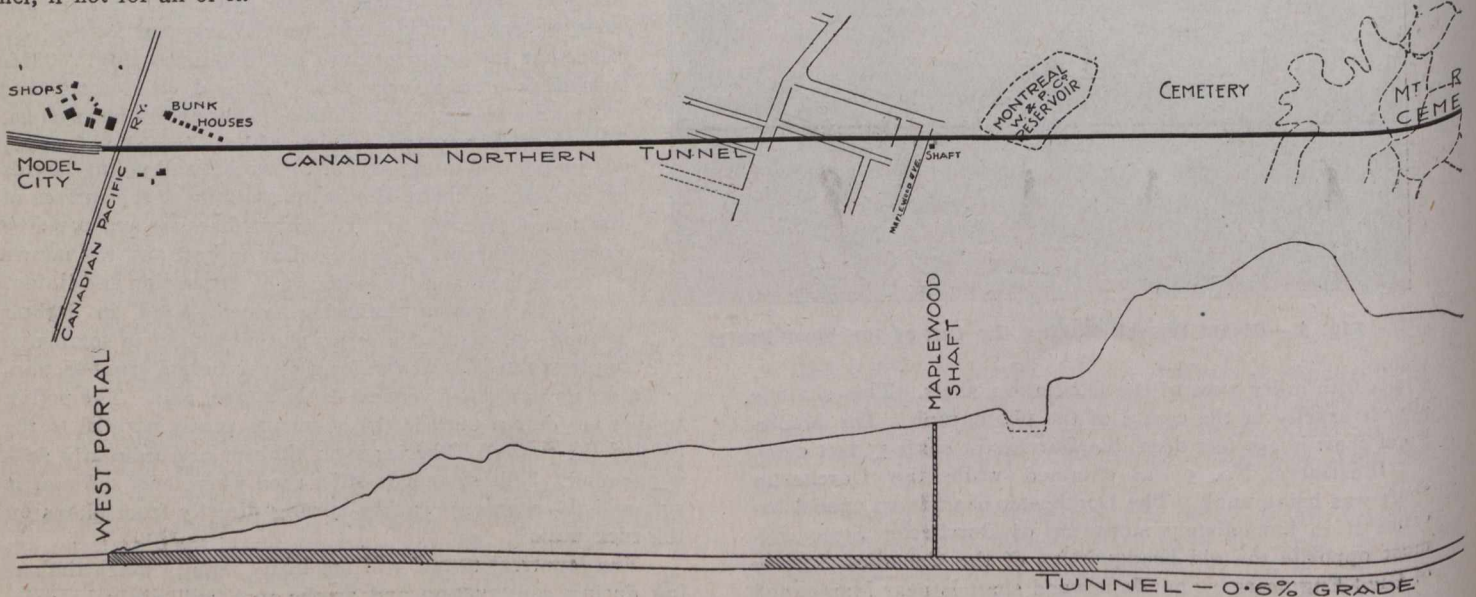 SHOPS
BUNK
HOUSES
MODEL
CITY
CANADIAN PACIFIC RY.
CANADIAN NORTHERN TUNNEL
MAPLEWOOD AVE.
SHAFT
MONTREAL
W. & P. Co.
RESERVOIR
CEMETERY
MT. R
CEME
WEST PORTAL
MAPLEWOOD
SHAFT
TUNNEL — 0.6% GRADE